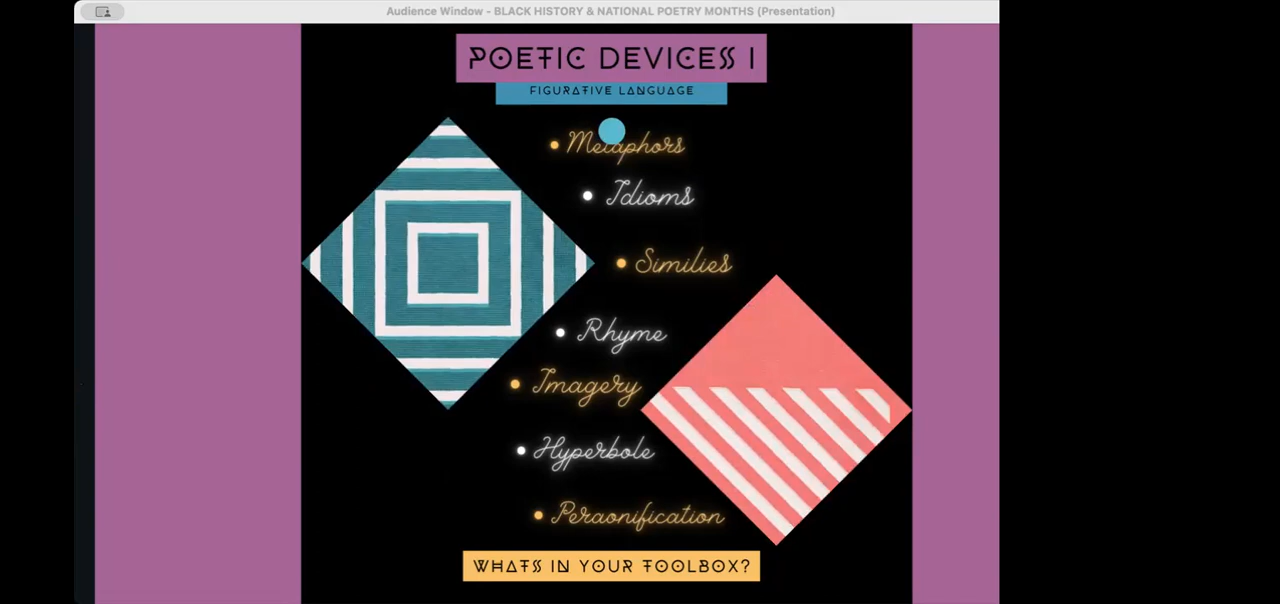 Audience Window - BLACK HISTORY & NATIONAL POETRY MONTHS (Presentation)
POETIC DEVICES I
FIGURATIVE LANGUAGE
• Metaphors
• Idioms
• Similies
• Rhyme
• Imagery
• Hyperbole
• Peraonification
WHATS IN YOUR TOOLBOX?